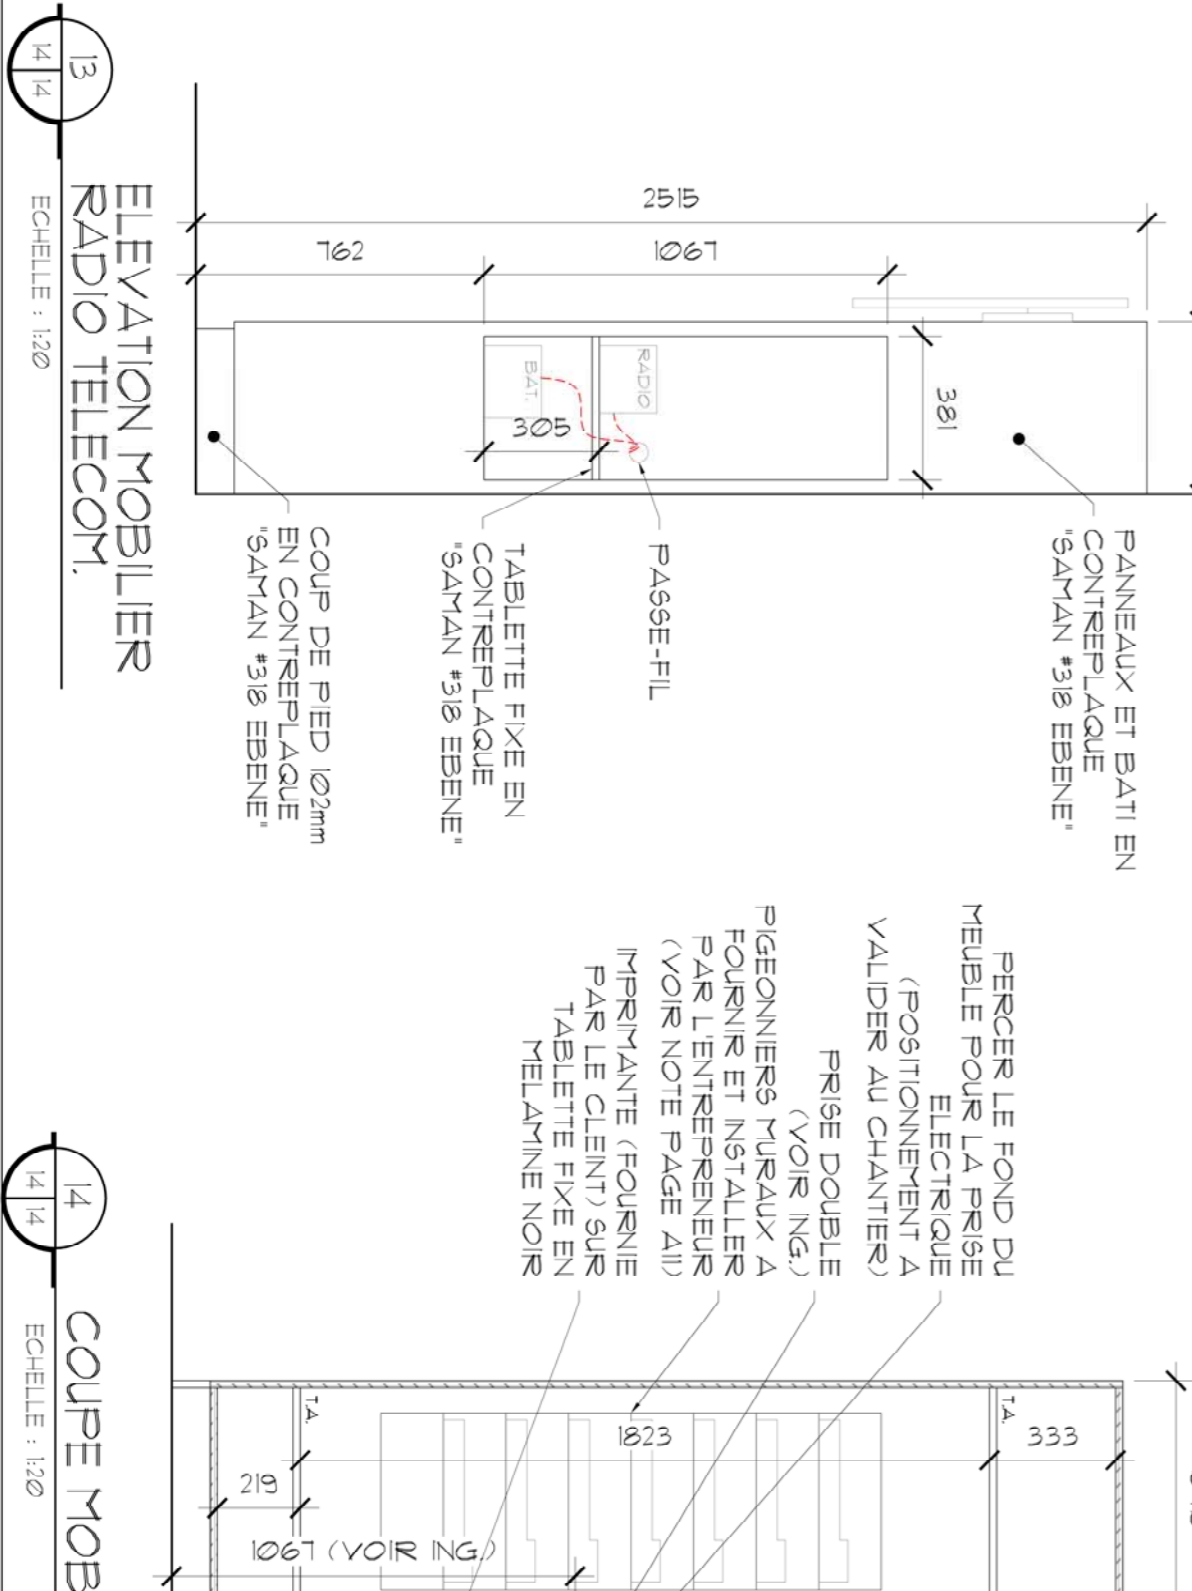 2515
762
1067
381
RADIO
BAT.
305
PANNEAUX ET BATI EN
CONTREPLAQUE
"SAMAN #318 EBENE"
PASSE-FIL
TABLETTE FIXE EN
CONTREPLAQUE
"SAMAN #318 EBENE"
COUP DE PIED 102mm
EN CONTREPLAQUE
"SAMAN #318 EBENE"
13
14 14
ELEVATION MOBILIER
RADIO TELECOM.
ECHELLE : 1:20
PERCER LE FOND DU
MEUBLE POUR LA PRISE
ELECTRIQUE
(POSITIONNEMENT A
VALIDER AU CHANTIER)
PRISE DOUBLE
(VOIR ING.)
PIGEONNIERS MURAUX A
FOURNIR ET INSTALLER
PAR L'ENTREPRENEUR
(VOIR NOTE PAGE A11)
IMPRIMANTE (FOURNIE
PAR LE CLEINT) SUR
TABLETTE FIXE EN
MELAMINE NOIR
T.A.
T.A.
1823
333
219
1067 (VOIR ING.)
14
14 14
COUPE MOB
ECHELLE : 1:20